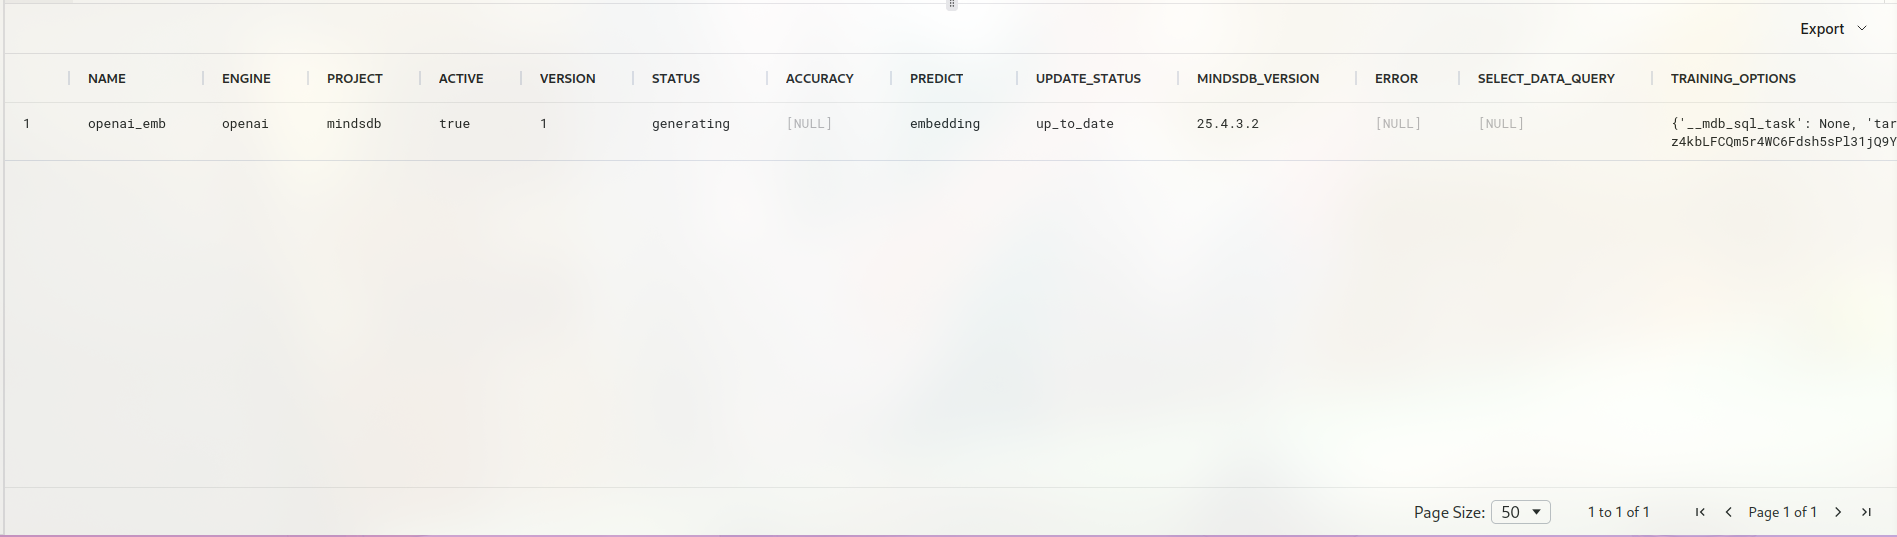 Export
NAME ENGINE PROJECT ACTIVE VERSION STATUS ACCURACY PREDICT UPDATE_STATUS MINDSDB_VERSION ERROR SELECT_DATA_QUERY TRAINING_OPTIONS
1 openai_emb openai mindsdb true 1 generating [NULL] embedding up_to_date 25.4.3.2 [NULL] [NULL] {'__mdb_sql_task': None, 'tar
z4kbLFCQm5r4WC6Fdsh5sPl31jQ9Y
Page Size: 50 1 to 1 of 1 Page 1 of 1